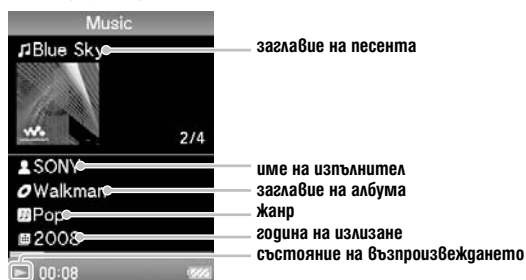 Music
Blue Sky
заглавие на песента
2/4
SONY
име на изпълнител
Walkman
заглавие на албума
Pop
жанр
2008
година на излизане
състояние на възпроизвеждането
00:08